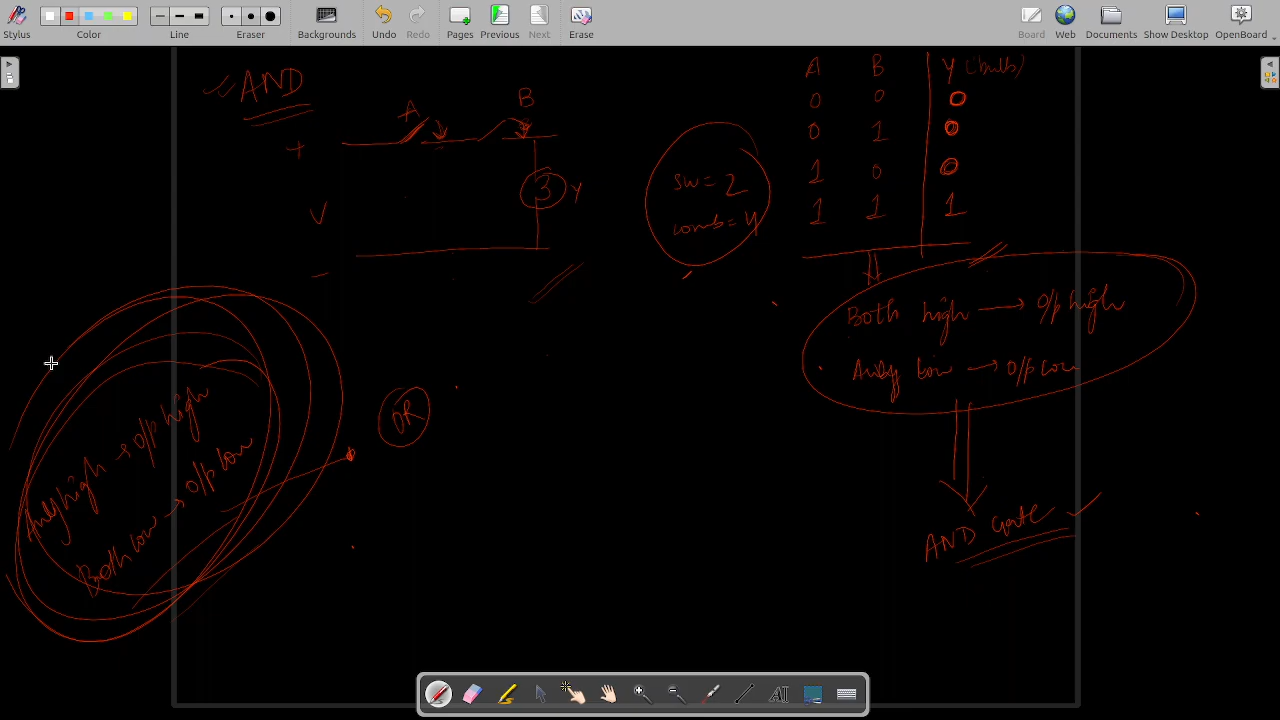 Stylus
Color
Line
Eraser
Backgrounds
Undo
Redo
Pages
Previous
Next
Erase
Board
Web
Documents
Show Desktop
OpenBoard
AND
A
B
+
V
-
3 Y
SW = 2
comb = 4
A B Y (bulb)
0 0 0
0 1 0
1 0 0
1 1 1
Both high → O/p high
Any low → O/p low
AND Gate ✓
OR
Any high → O/p high
Both low → O/p low
AI